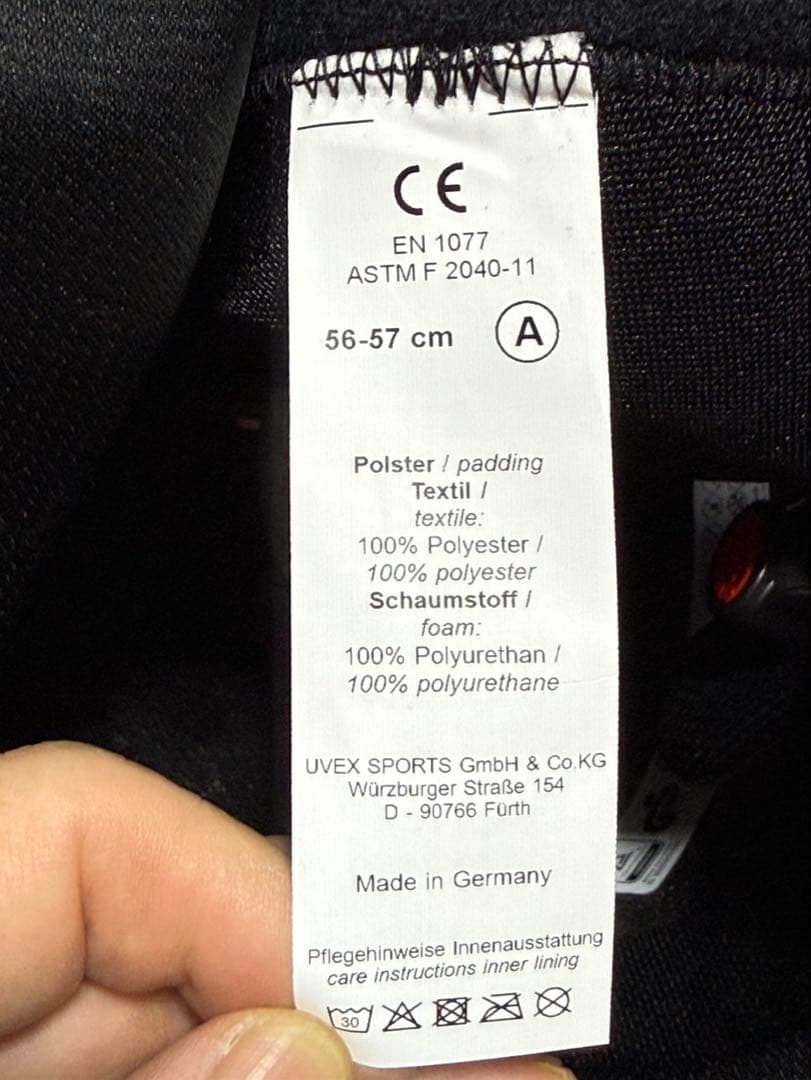 CE
EN 1077
ASTM F 2040-11
56-57 cm A
Polster / padding
Textil /
textile:
100% Polyester /
100% polyester
Schaumstoff /
foam:
100% Polyurethan /
100% polyurethane
UVEX SPORTS GmbH & Co.KG
Würzburger Straße 154
D - 90766 Fürth
Made in Germany
Pflegehinweise Innenausstattung
care instructions inner lining
30